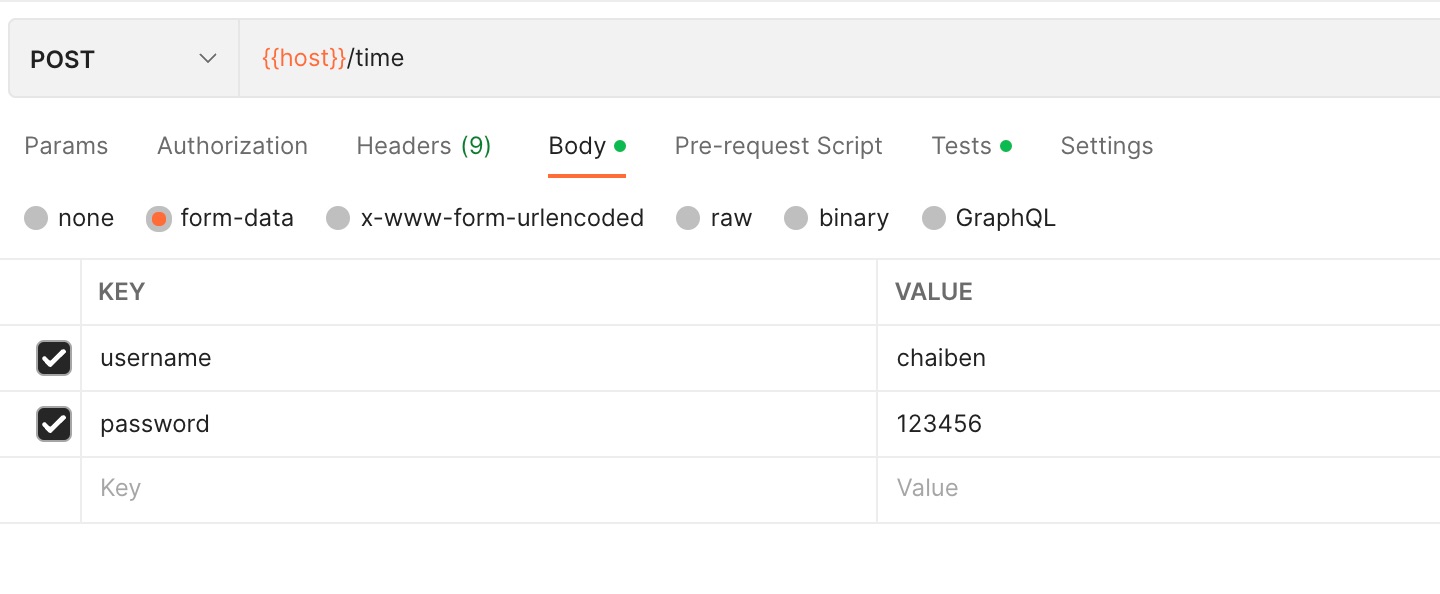 POST {{host}}/time
Params Authorization Headers (9) Body Pre-request Script Tests Settings
none form-data x-www-form-urlencoded raw binary GraphQL
KEY VALUE
username chaiben
password 123456
Key Value